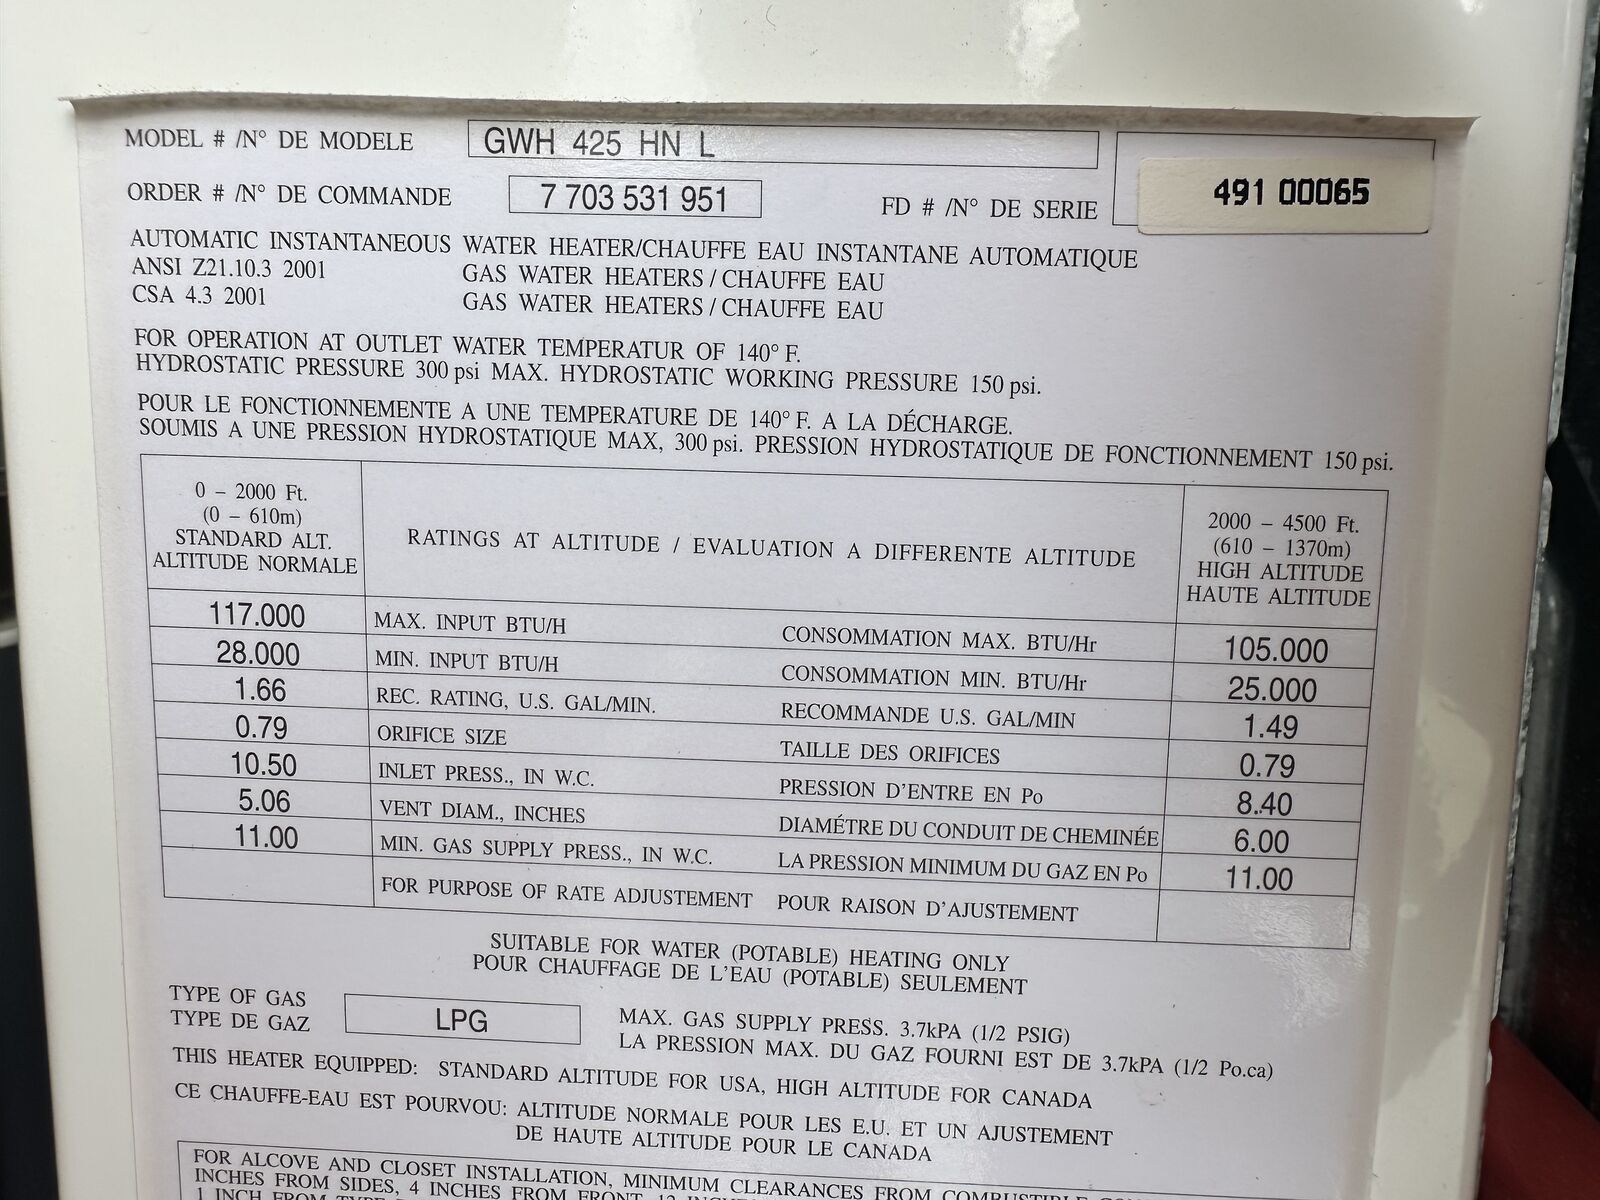 MODEL # /N° DE MODELE GWH 425 HN L
ORDER # /N° DE COMMANDE 7 703 531 951 FD # /N° DE SERIE 491 00065
AUTOMATIC INSTANTANEOUS WATER HEATER/CHAUFFE EAU INSTANTANE AUTOMATIQUE
ANSI Z21.10.3 2001 GAS WATER HEATERS / CHAUFFE EAU
CSA 4.3 2001 GAS WATER HEATERS / CHAUFFE EAU
FOR OPERATION AT OUTLET WATER TEMPERATUR OF 140° F.
HYDROSTATIC PRESSURE 300 psi MAX. HYDROSTATIC WORKING PRESSURE 150 psi.
POUR LE FONCTIONNEMENTE A UNE TEMPERATURE DE 140° F. A LA DÉCHARGE.
SOUMIS A UNE PRESSION HYDROSTATIQUE MAX, 300 psi. PRESSION HYDROSTATIQUE DE FONCTIONNEMENT 150 psi.
0 – 2000 Ft.
(0 – 610m)
STANDARD ALT.
ALTITUDE NORMALE
RATINGS AT ALTITUDE / EVALUATION A DIFFERENTE ALTITUDE
2000 – 4500 Ft.
(610 – 1370m)
HIGH ALTITUDE
HAUTE ALTITUDE
117.000 MAX. INPUT BTU/H CONSOMMATION MAX. BTU/Hr 105.000
28.000 MIN. INPUT BTU/H CONSOMMATION MIN. BTU/Hr 25.000
1.66 REC. RATING, U.S. GAL/MIN. RECOMMANDE U.S. GAL/MIN 1.49
0.79 ORIFICE SIZE TAILLE DES ORIFICES 0.79
10.50 INLET PRESS., IN W.C. PRESSION D'ENTRE EN Po 8.40
5.06 VENT DIAM., INCHES DIAMÉTRE DU CONDUIT DE CHEMINÉE 6.00
11.00 MIN. GAS SUPPLY PRESS., IN W.C. LA PRESSION MINIMUM DU GAZ EN Po 11.00
FOR PURPOSE OF RATE ADJUSTEMENT POUR RAISON D'AJUSTEMENT
SUITABLE FOR WATER (POTABLE) HEATING ONLY
POUR CHAUFFAGE DE L'EAU (POTABLE) SEULEMENT
TYPE OF GAS
TYPE DE GAZ
LPG
MAX. GAS SUPPLY PRESS. 3.7kPA (1/2 PSIG)
LA PRESSION MAX. DU GAZ FOURNI EST DE 3.7kPA (1/2 Po.ca)
THIS HEATER EQUIPPED: STANDARD ALTITUDE FOR USA, HIGH ALTITUDE FOR CANADA
CE CHAUFFE-EAU EST POURVOU: ALTITUDE NORMALE POUR LES E.U. ET UN AJUSTEMENT
DE HAUTE ALTITUDE POUR LE CANADA
FOR ALCOVE AND CLOSET INSTALLATION, MINIMUM CLEARANCES FROM
INCHES FROM SIDES, 4 INCHES FROM FRONT, 12
1 INCH FROM